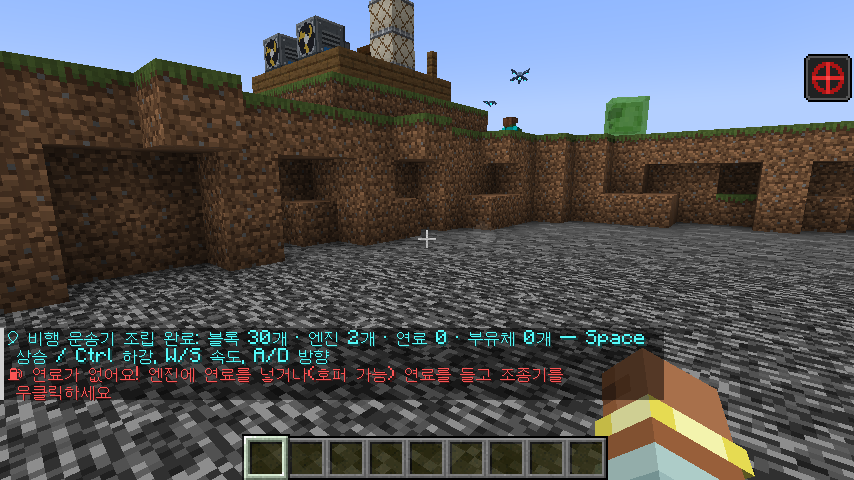 비행 운송기 조립 완료: 블록 30개 · 엔진 2개 · 연료 0 · 부유체 0개 — Space
상승 / Ctrl 하강, W/S 속도, A/D 방향
연료가 없어요! 엔진에 연료를 넣거나(호퍼 가능) 연료를 들고 조종기를
우클릭하세요